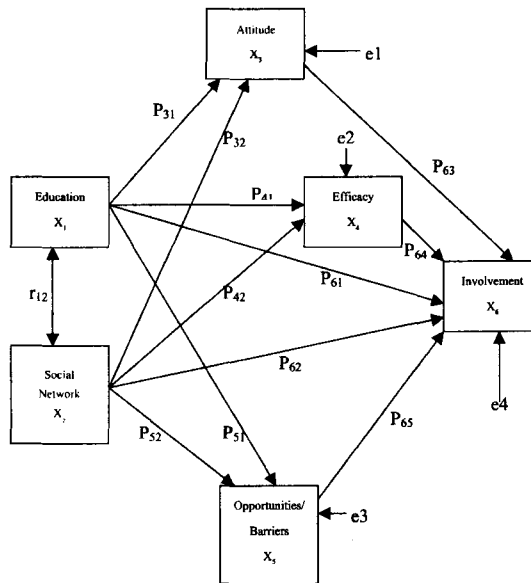 Attitude
X₃
e1
P₃₁
P₃₂
e2
P₆₃
Education
X₁
P₄₁
Efficacy
X₄
P₆₄
r₁₂
P₄₂
P₆₁
Involvement
X₆
Social
Network
X₂
P₆₂
e4
P₅₂
P₅₁
P₆₅
Opportunities/
Barriers
X₅
e3